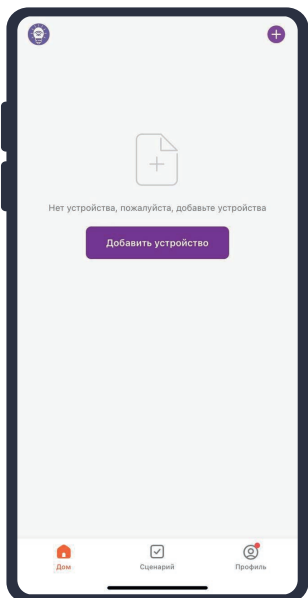 Нет устройства, пожалуйста, добавьте устройства
Добавить устройство
Дом
Сценарий
Профиль